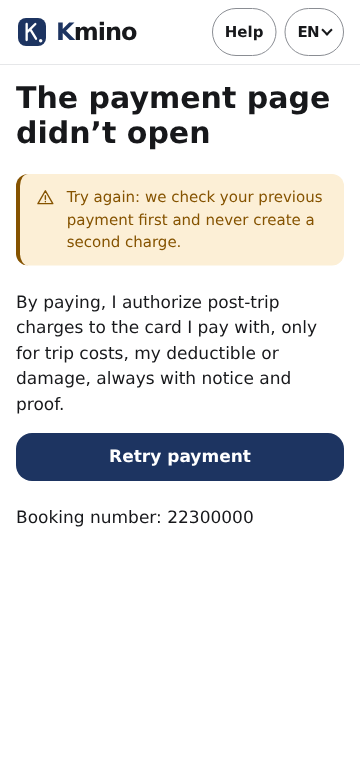 K. Kmino Help EN
The payment page
didn’t open
Try again: we check your previous
payment first and never create a
second charge.
By paying, I authorize post-trip
charges to the card I pay with, only
for trip costs, my deductible or
damage, always with notice and
proof.
Retry payment
Booking number: 22300000